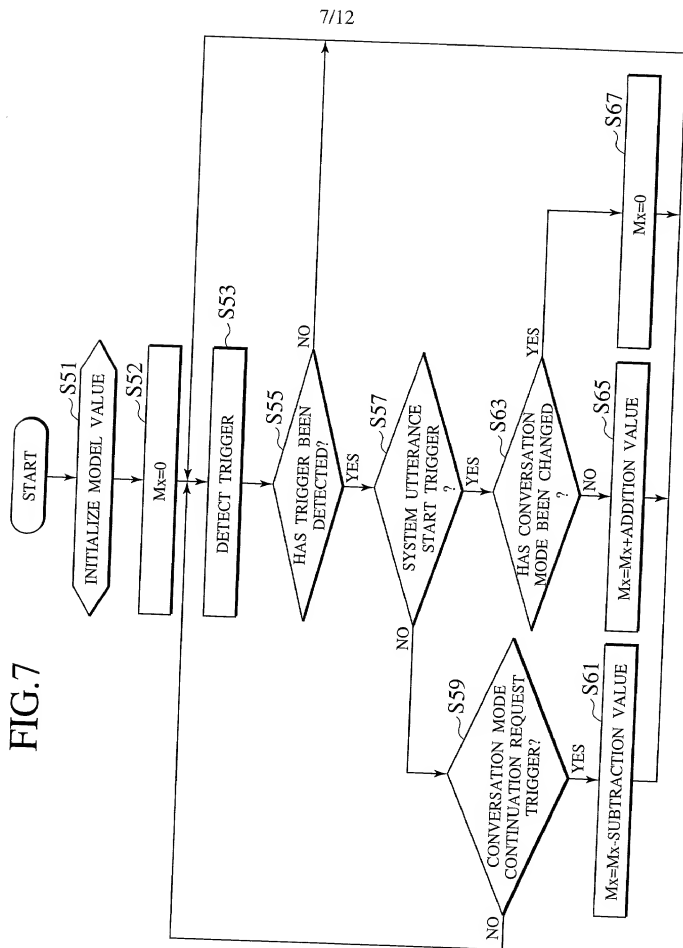 7/12
FIG.7
START
INITIALIZE MODEL VALUE
S51
Mx=0
S52
DETECT TRIGGER
S53
HAS TRIGGER BEEN
DETECTED?
S55
NO
YES
SYSTEM UTTERANCE
START TRIGGER
?
S57
NO
YES
CONVERSATION MODE
CONTINUATION REQUEST
TRIGGER?
S59
NO
YES
Mx=Mx-SUBTRACTION VALUE
S61
HAS CONVERSATION
MODE BEEN CHANGED
?
S63
YES
NO
Mx=Mx+ADDITION VALUE
S65
Mx=0
S67